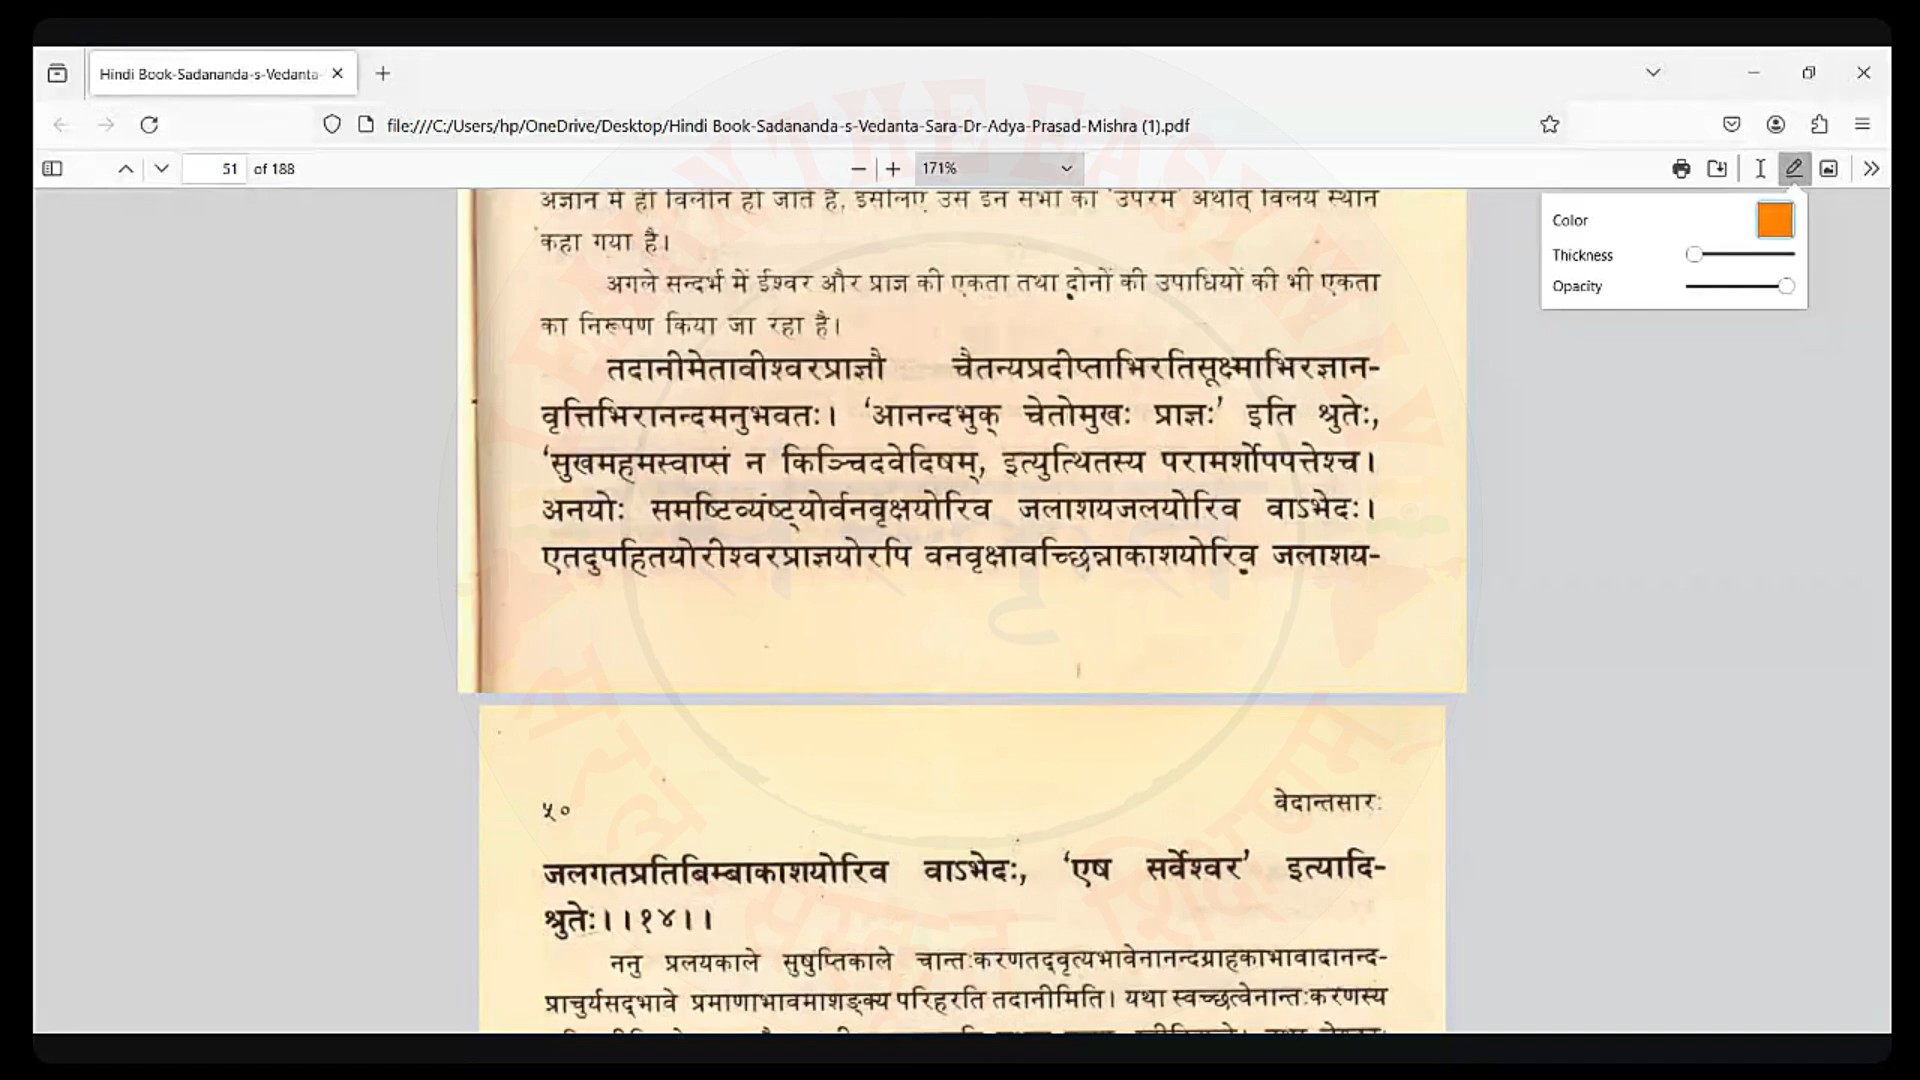 Hindi Book-Sadananda-s-Vedanta-
file:///C:/Users/hp/OneDrive/Desktop/Hindi Book-Sadananda-s-Vedanta-Sara-Dr-Adya-Prasad-Mishra (1).pdf
51 of 188
171%
Color
Thickness
Opacity
अज्ञान में ही विलीन हो जाते है, इसीलिए उसे इन सभी का 'उपरम' अर्थात् विलय स्थान
कहा गया है।
अगले सन्दर्भ में ईश्वर और प्राज्ञ की एकता तथा दोनों की उपाधियों की भी एकता
का निरूपण किया जा रहा है।
तदानीमेतावीश्वरप्राज्ञौ चैतन्यप्रदीप्ताभिरतिसूक्ष्माभिरज्ञान-
वृत्तिभिरानन्दमनुभवतः। 'आनन्दभुक् चेतोमुखः प्राज्ञः' इति श्रुतेः,
'सुखमहमस्वाप्सं न किञ्चिदवेदिषम्, इत्युत्थितस्य परामर्शोपपत्तेश्च।
अनयोः समष्टिव्यष्ट्योर्वनवृक्षयोरिव जलाशयजलयोरिव वाऽभेदः।
एतदुपहितयोरीश्वरप्राज्ञयोरपि वनवृक्षावच्छिन्नाकाशयोरिव जलाशय-
५०
वेदान्तसारः
जलगतप्रतिबिम्बाकाशयोरिव वाऽभेदः, 'एष सर्वेश्वर' इत्यादि-
श्रुतेः।।१४।।
ननु प्रलयकाले सुषुप्तिकाले चान्तःकरणतद्वृत्यभावेनानन्दग्राहकाभावादानन्द-
प्राचुर्यसद्भावे प्रमाणाभावमाशङ्क्य परिहरति तदानीमिति। यथा स्वच्छत्वेनान्तःकरणस्य
LEARN IN THE EASY WAY
संस्कृत